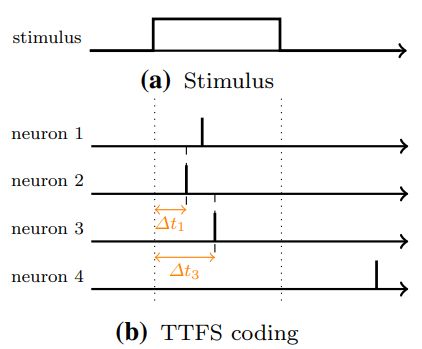 stimulus
(a) Stimulus
neuron 1
neuron 2
Δt₁
neuron 3
Δt₃
neuron 4
(b) TTFS coding